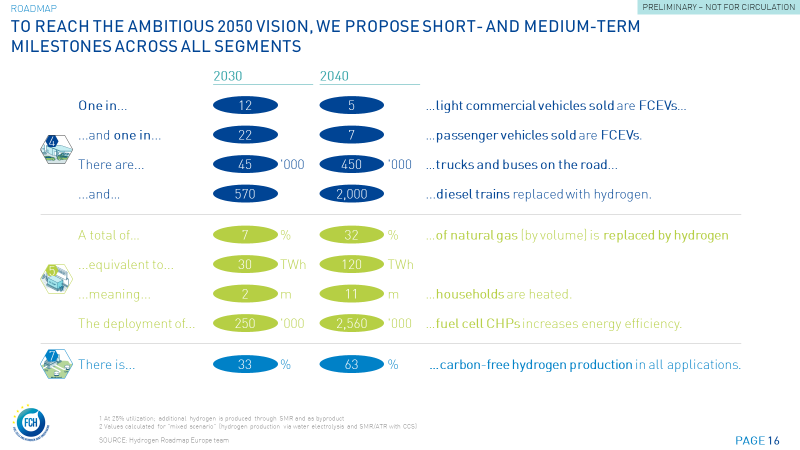 ROADMAP
PRELIMINARY – NOT FOR CIRCULATION
TO REACH THE AMBITIOUS 2050 VISION, WE PROPOSE SHORT- AND MEDIUM-TERM
MILESTONES ACROSS ALL SEGMENTS
2030 2040
One in... 12 5 ...light commercial vehicles sold are FCEVs...
...and one in... 22 7 ...passenger vehicles sold are FCEVs.
4
There are... 45 '000 450 '000 ...trucks and buses on the road...
...and... 570 2,000 ...diesel trains replaced with hydrogen.
A total of... 7 % 32 % ...of natural gas (by volume) is replaced by hydrogen
...equivalent to... 30 TWh 120 TWh
5
...meaning... 2 m 11 m ...households are heated.
The deployment of... 250 '000 2,560 '000 ...fuel cell CHPs increases energy efficiency.
7
There is... 33 % 63 % ...carbon-free hydrogen production in all applications.
1 At 25% utilization, additional hydrogen is produced through SMR and as byproduct
2 Values calculated for "mixed scenario" (hydrogen production via water electrolysis and SMR/ATR with CCS)
SOURCE: Hydrogen Roadmap Europe team
FCH
PAGE 16